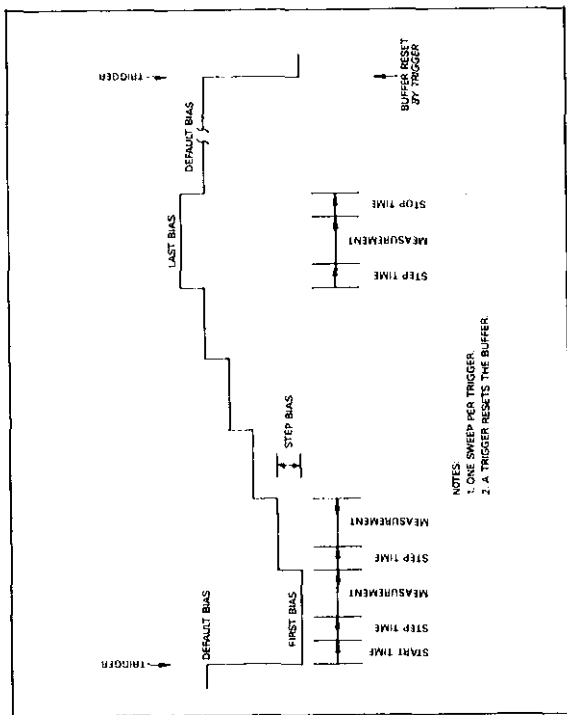 TRIGGER
DEFAULT BIAS
FIRST BIAS
START TIME
STEP TIME
MEASUREMENT
STEP TIME
MEASUREMENT
STEP BIAS
LAST BIAS
STEP TIME
MEASUREMENT
STOP TIME
DEFAULT BIAS
TRIGGER
BUFFER RESET
BY TRIGGER
NOTES:
1. ONE SWEEP PER TRIGGER.
2. A TRIGGER RESETS THE BUFFER.